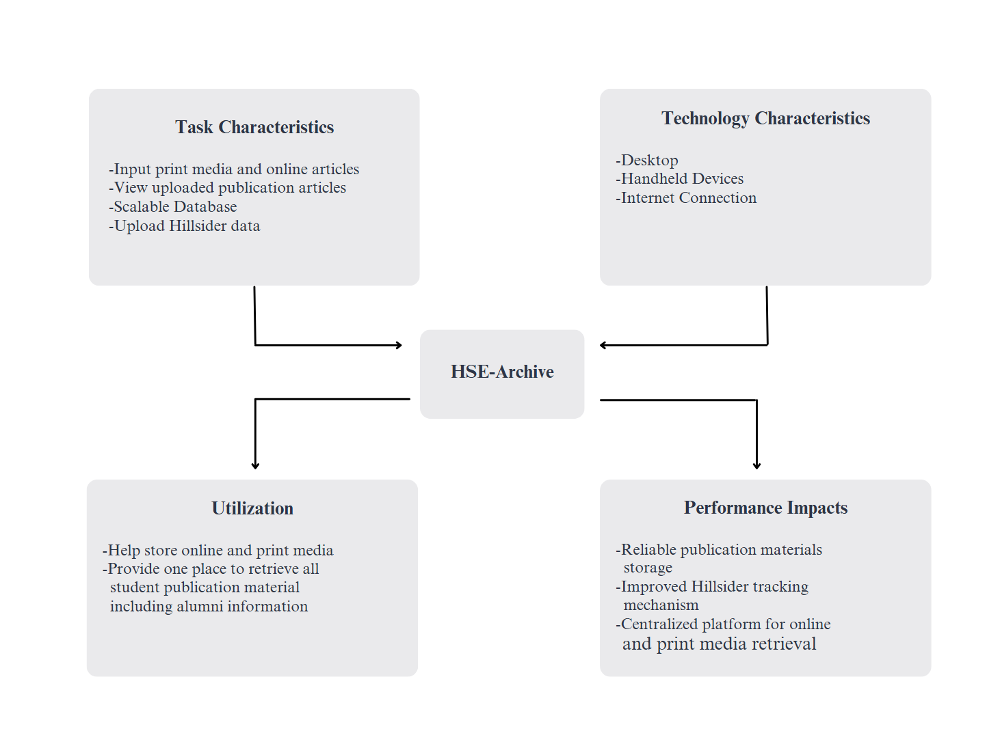 Task Characteristics
-Input print media and online articles
-View uploaded publication articles
-Scalable Database
-Upload Hillsider data
Technology Characteristics
-Desktop
-Handheld Devices
-Internet Connection
HSE-Archive
Utilization
-Help store online and print media
-Provide one place to retrieve all
student publication material
including alumni information
Performance Impacts
-Reliable publication materials
storage
-Improved Hillsider tracking
mechanism
-Centralized platform for online
and print media retrieval